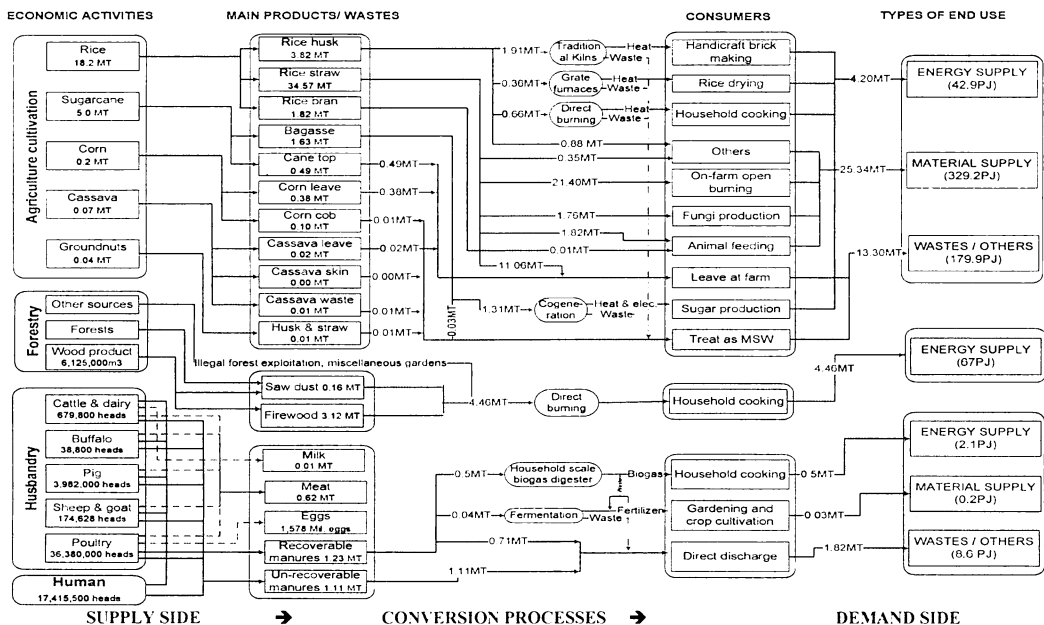 ECONOMIC ACTIVITIES
MAIN PRODUCTS/ WASTES
CONSUMERS
TYPES OF END USE
Agriculture cultivation
Rice
18.2 MT
Sugarcane
5.0 MT
Corn
0.2 MT
Cassava
0.07 MT
Groundnuts
0.04 MT
Forestry
Other sources
Forests
Wood product
6,125,000m3
Husbandry
Cattle & dairy
679,800 heads
Buffalo
38,800 heads
Pig
3,982,000 heads
Sheep & goat
174,628 heads
Poultry
36,380,000 heads
Human
17,415,500 heads
Rice husk
3.82 MT
Rice straw
34.57 MT
Rice bran
1.82 MT
Bagasse
1.63 MT
Cane top
0.49 MT
Corn leave
0.38 MT
Corn cob
0.10 MT
Cassava leave
0.02 MT
Cassava skin
0.00 MT
Cassava waste
0.01 MT
Husk & straw
0.01 MT
0.49MT
0.38MT
0.01MT
0.02MT
0.00MT
0.01MT
0.01MT
0.03MT
Illegal forest exploitation, miscellaneous gardens
Saw dust 0.16 MT
Firewood 3.12 MT
Milk
0.01 MT
Meat
0.62 MT
Eggs
1,578 Mil. eggs
Recoverable
manures 1.23 MT
Un-recoverable
manures 1.11 MT
1.91MT
Tradition
al Kilns
Heat
Waste
0.36MT
Grate
furnaces
Heat
Waste
0.66MT
Direct
burning
Heat
Waste
0.88 MT
0.35MT
21.40MT
1.76MT
1.82MT
0.01MT
11.06MT
1.31MT
Cogene-
ration
Heat & elec.
Waste
4.46MT
Direct
burning
0.5MT
Household scale
biogas digester
Biogas
0.04MT
Fermentation
Waste
Fertilizer
0.71MT
1.11MT
Handicraft brick
making
Rice drying
Household cooking
Others
On-farm open
burning
Fungi production
Animal feeding
Leave at farm
Sugar production
Treat as MSW
Household cooking
Household cooking
Gardening and
crop cultivation
Direct discharge
4.20MT
25.34MT
13.30MT
4.46MT
0.5MT
0.03MT
1.82MT
ENERGY SUPPLY
(42.9PJ)
MATERIAL SUPPLY
(329.2PJ)
WASTES / OTHERS
(179.9PJ)
ENERGY SUPPLY
(67PJ)
ENERGY SUPPLY
(2.1PJ)
MATERIAL SUPPLY
(0.2PJ)
WASTES / OTHERS
(8.6 PJ)
SUPPLY SIDE → CONVERSION PROCESSES → DEMAND SIDE